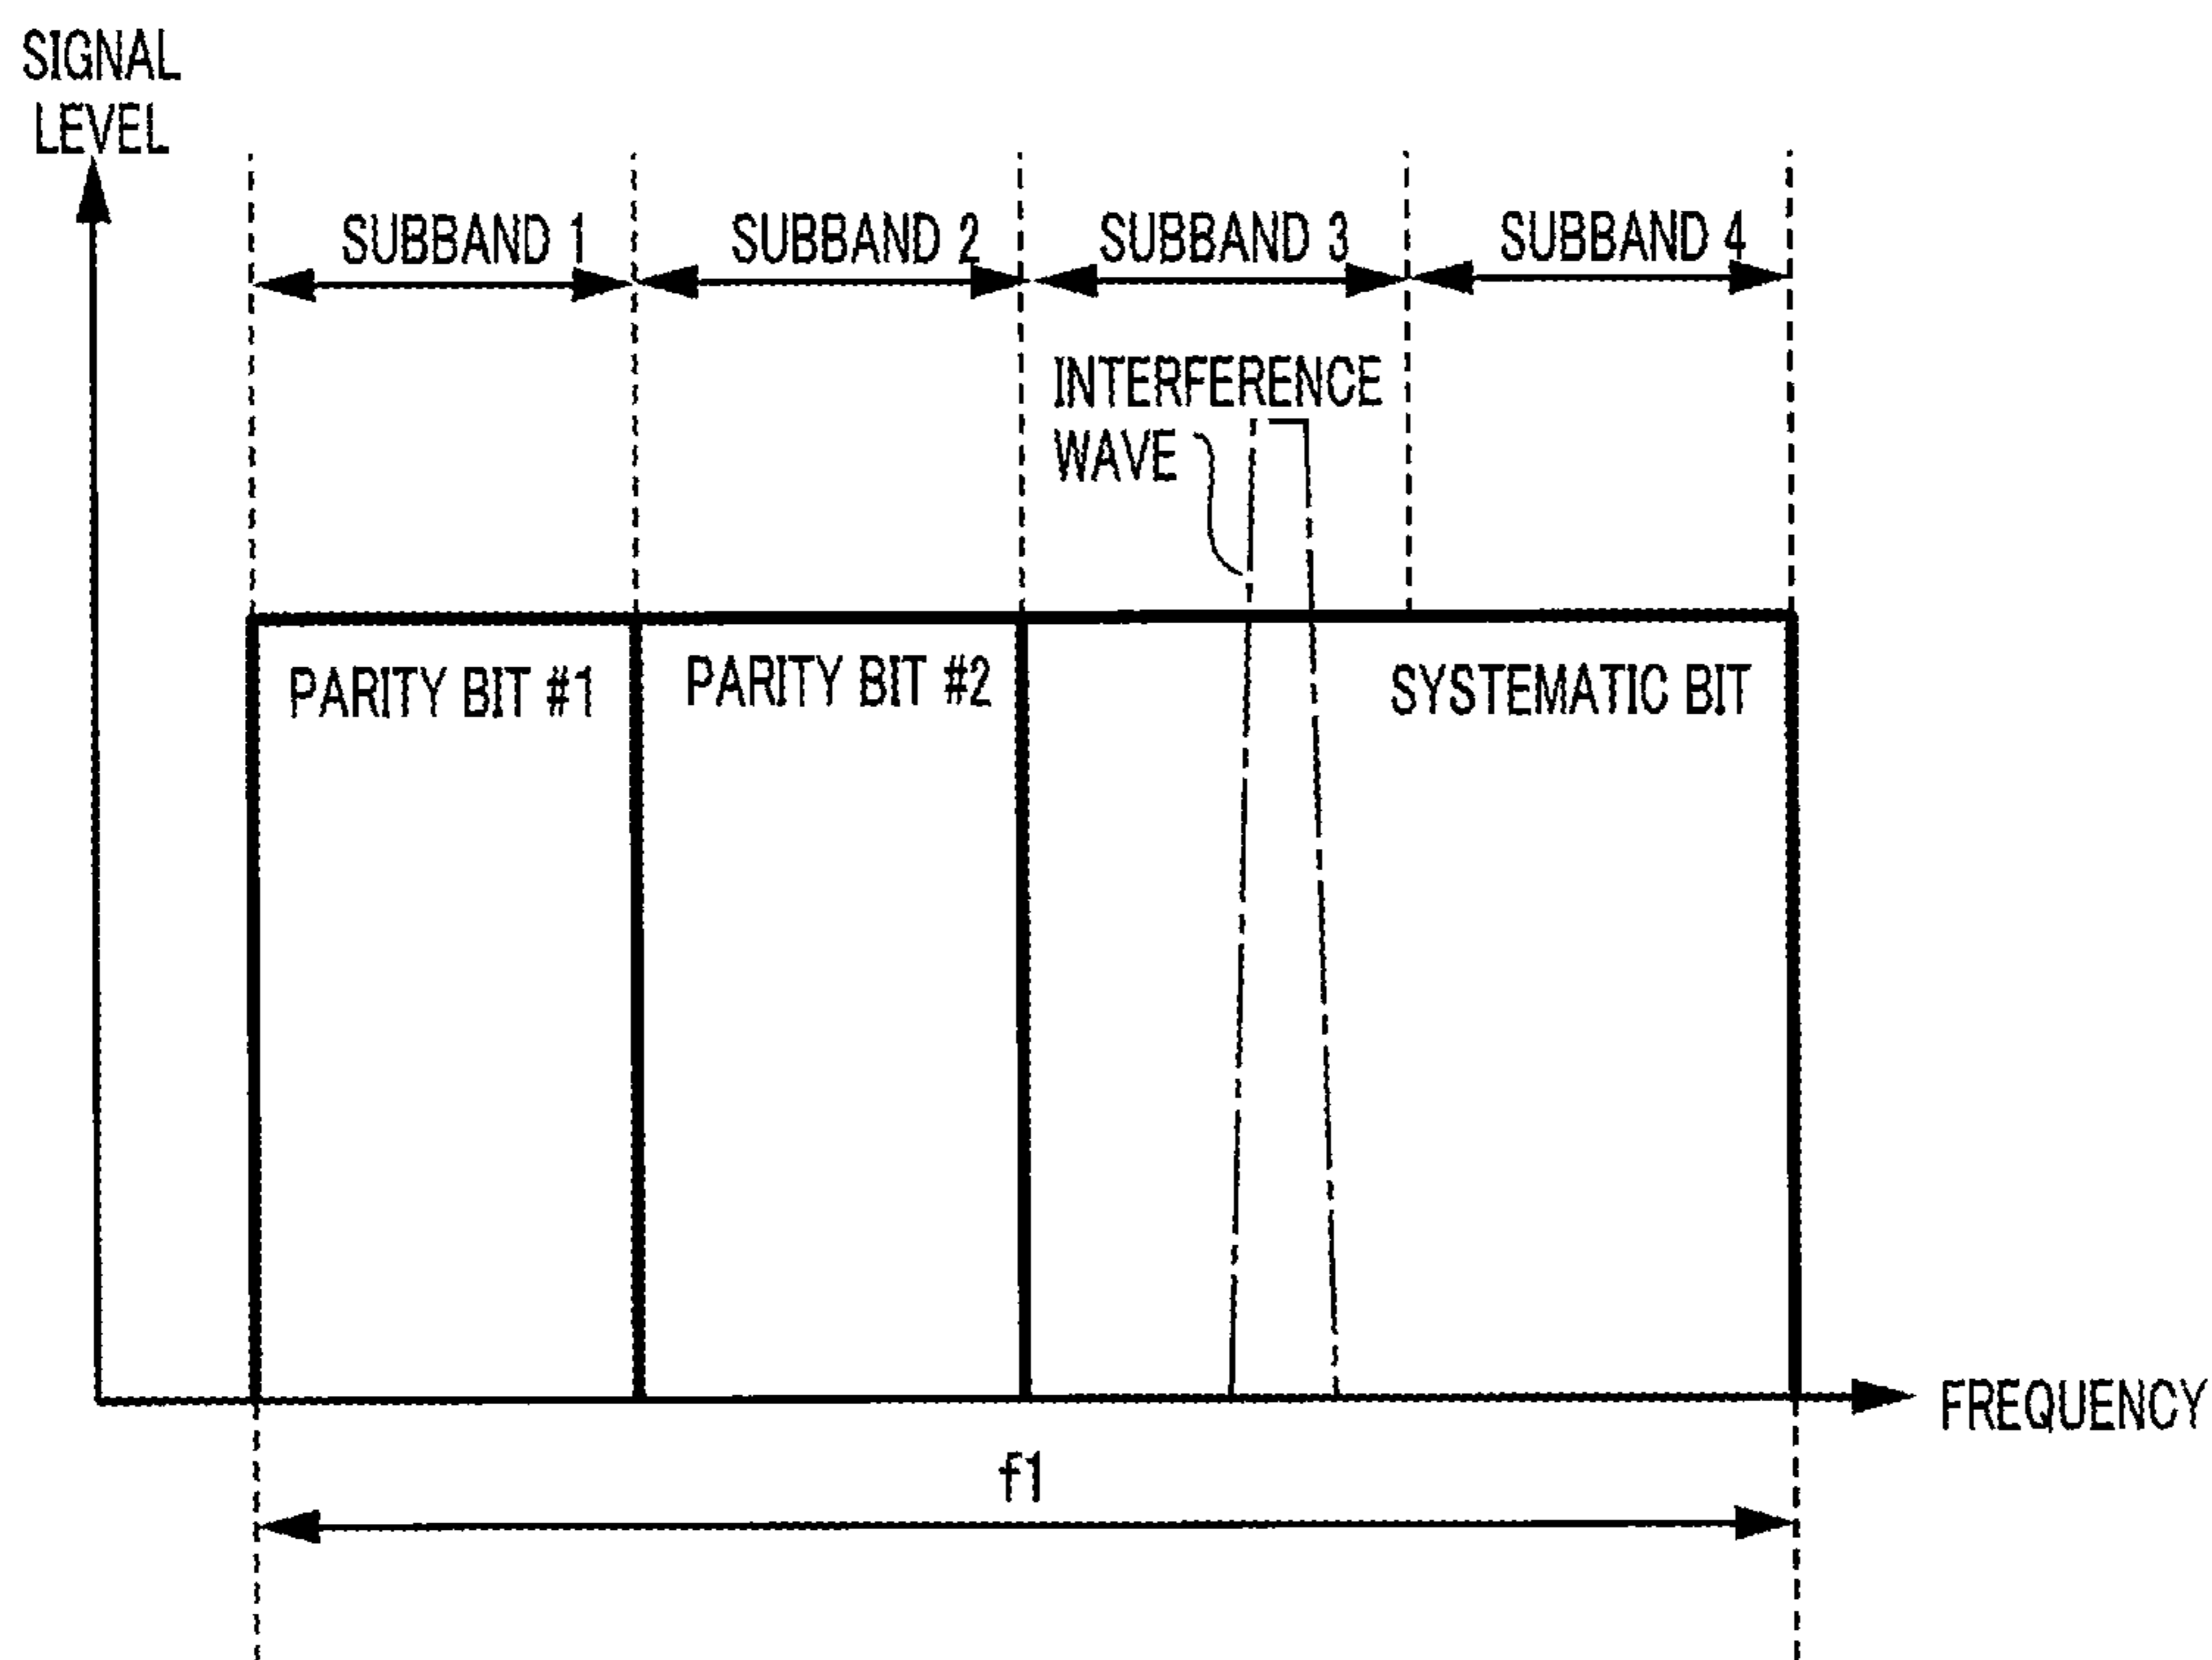 SIGNAL
LEVEL
SUBBAND 1
SUBBAND 2
SUBBAND 3
SUBBAND 4
INTERFERENCE
WAVE
PARITY BIT #1
PARITY BIT #2
SYSTEMATIC BIT
FREQUENCY
f1